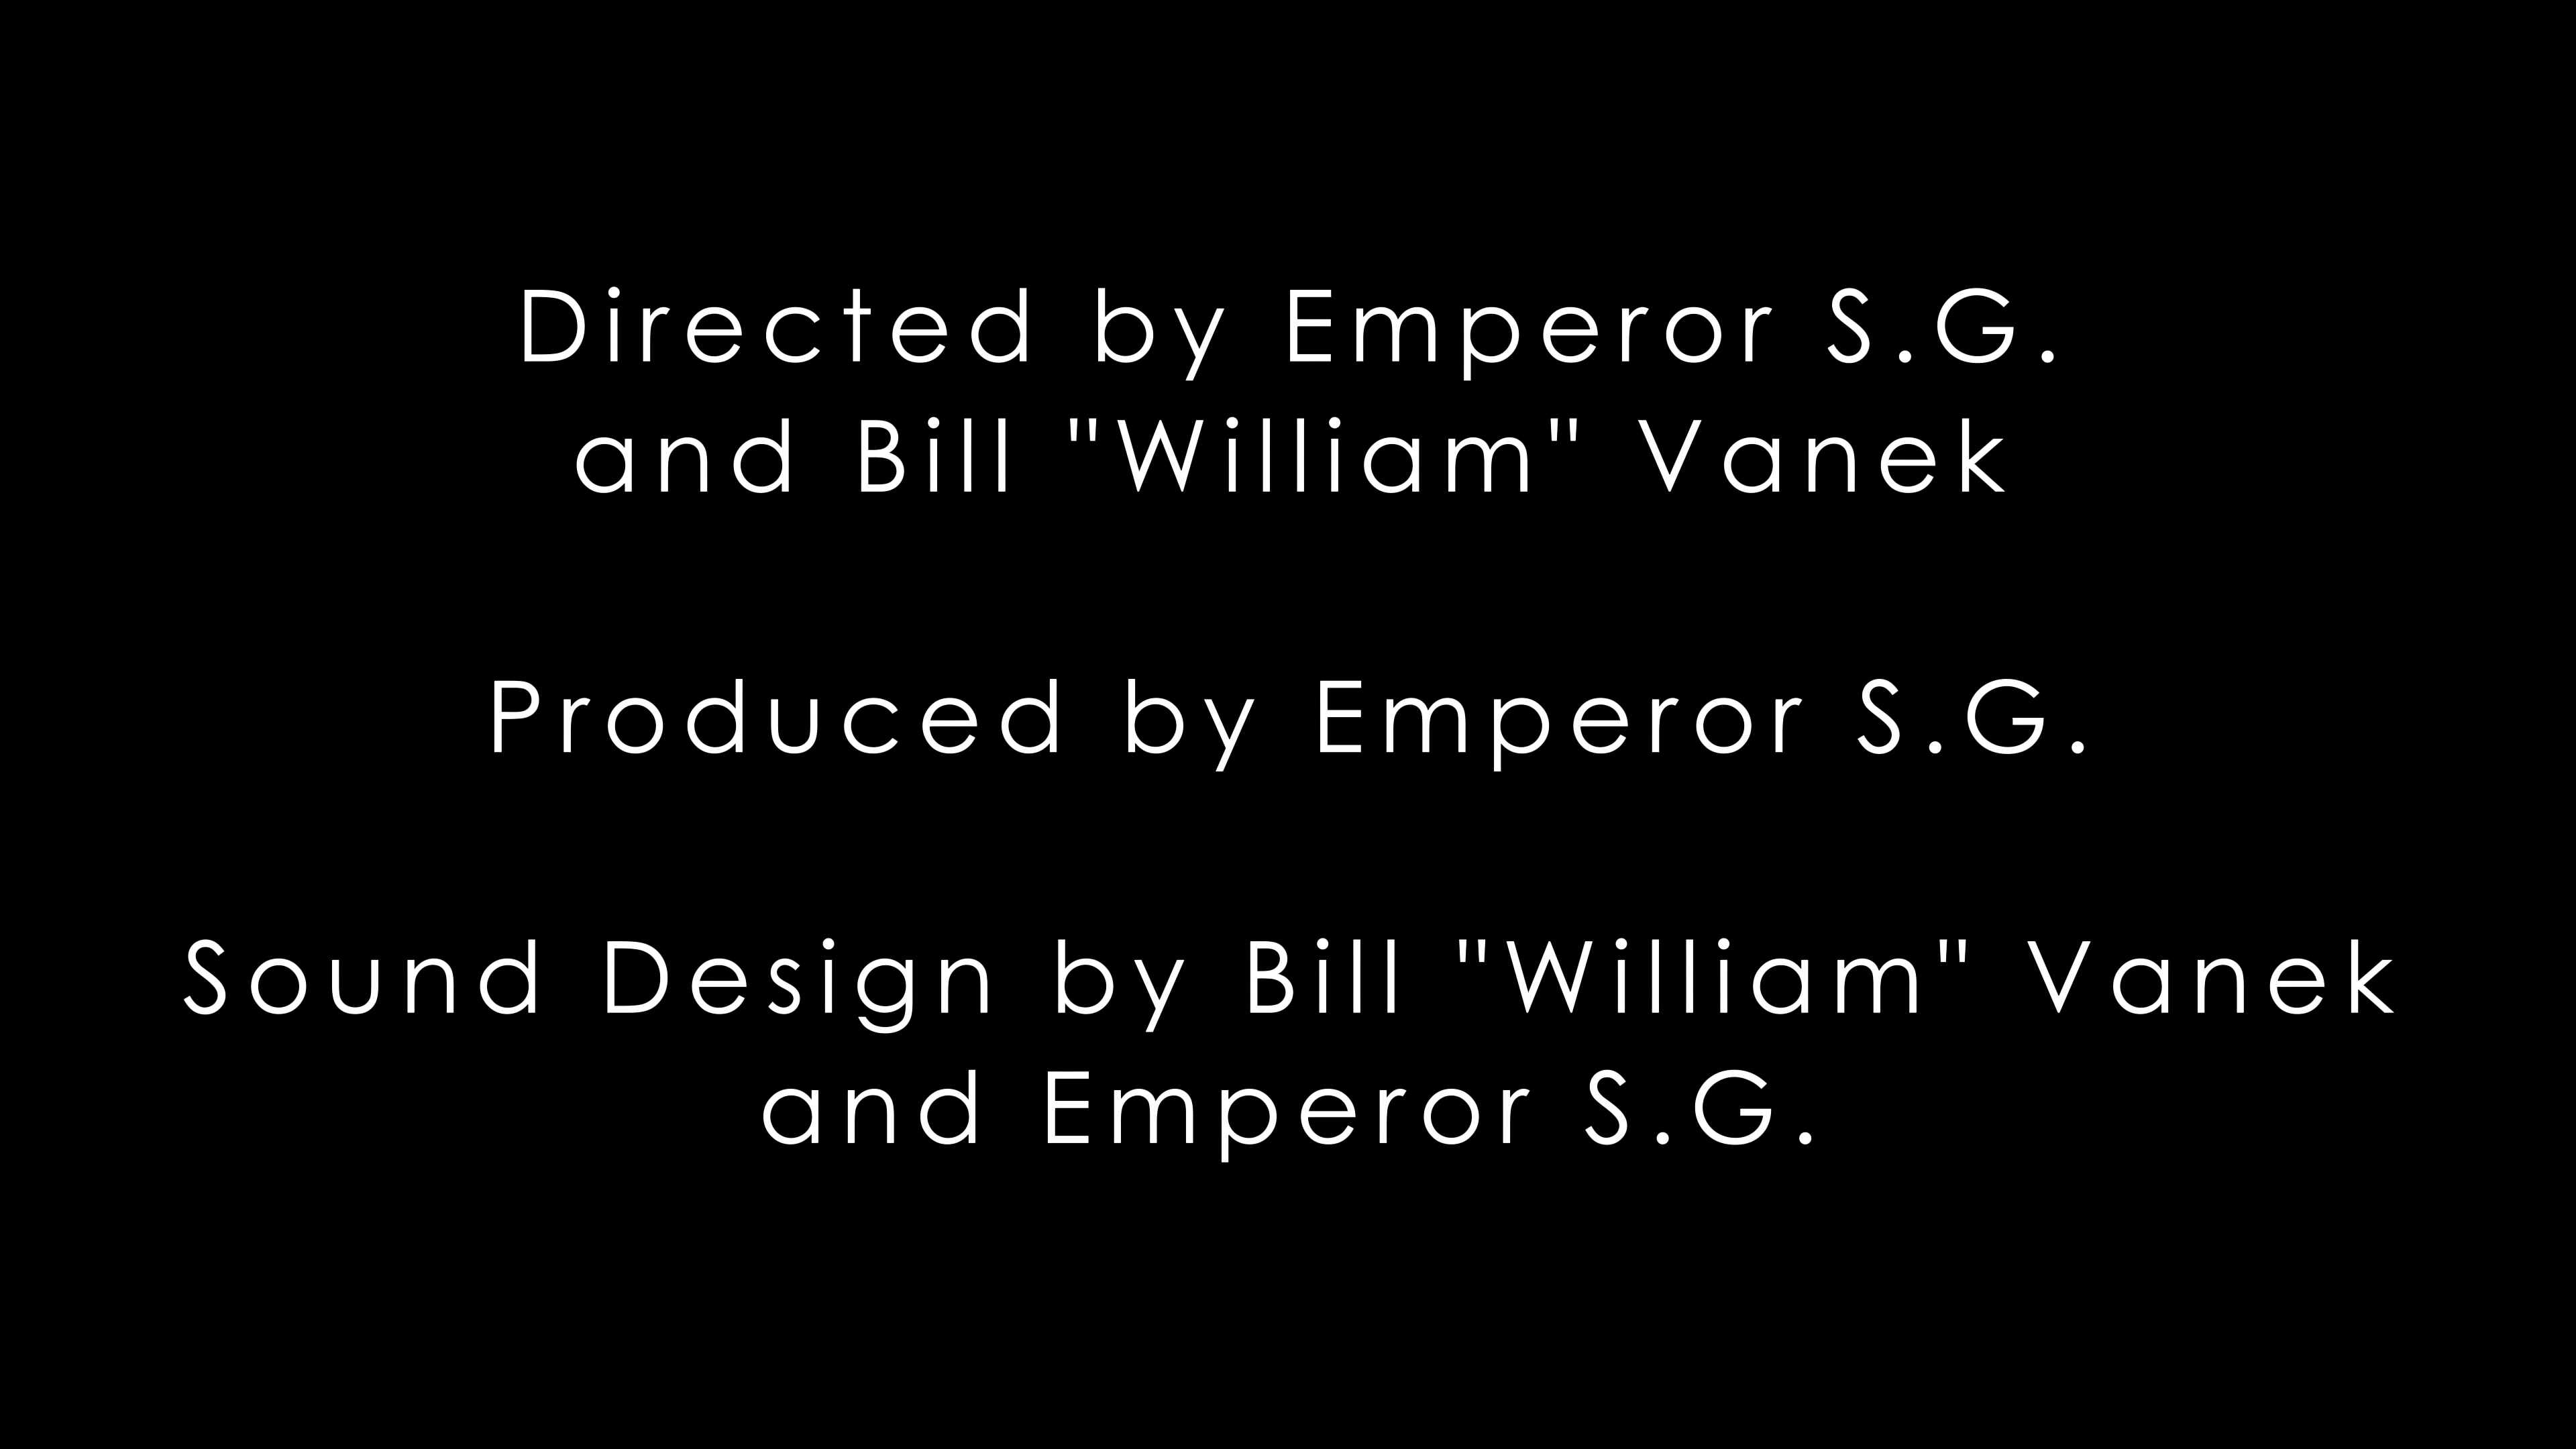 Directed by Emperor S.G.
and Bill "William" Vanek
Produced by Emperor S.G.
Sound Design by Bill "William" Vanek
and Emperor S.G.